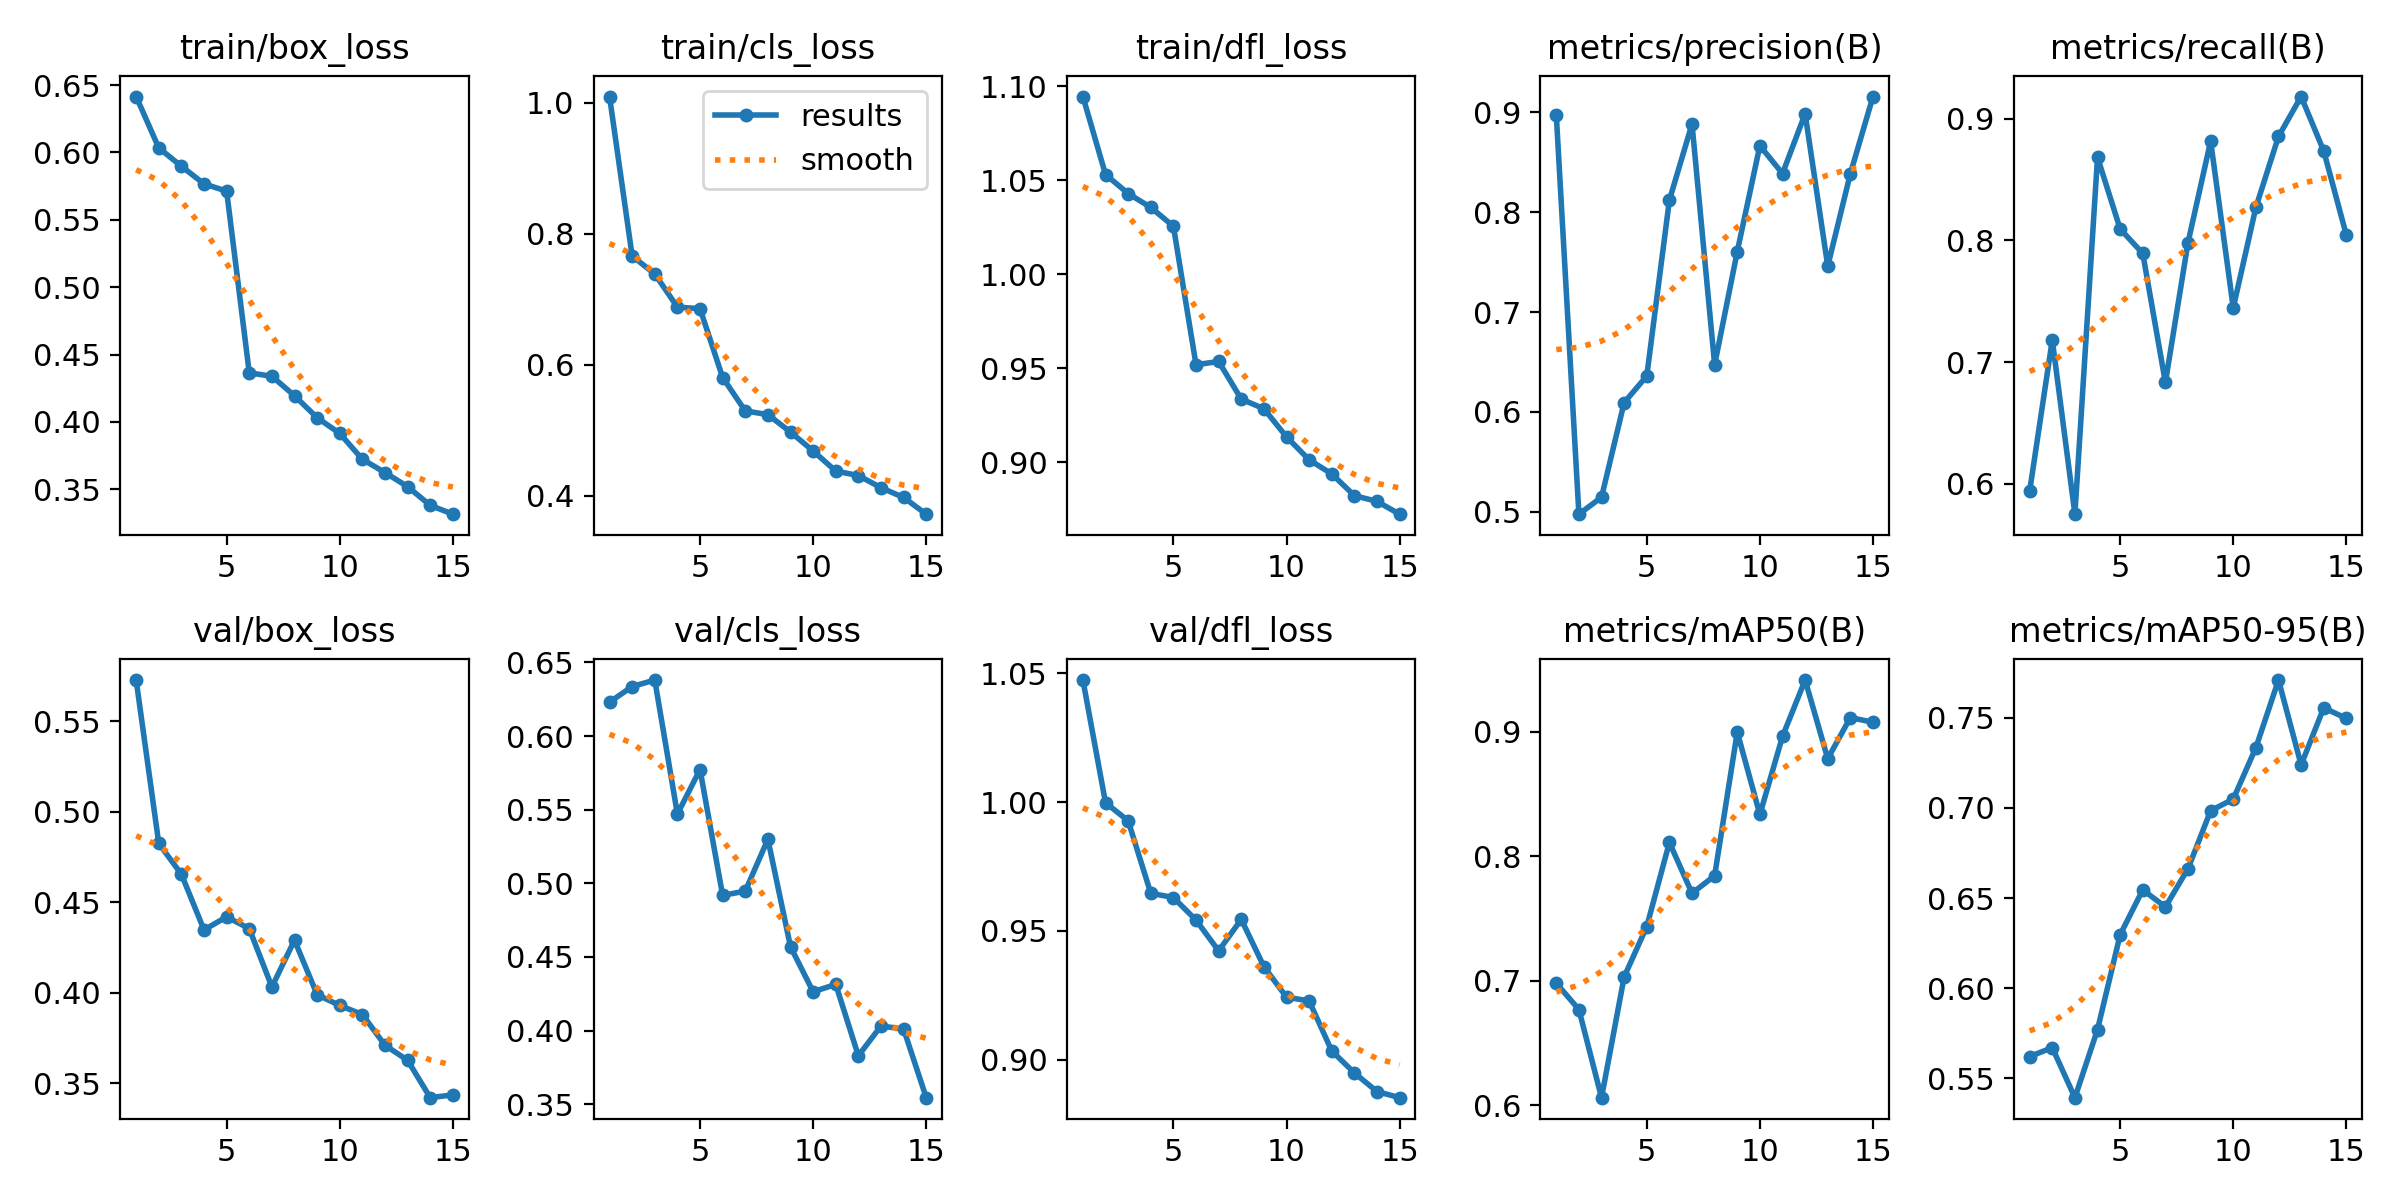 train/box_loss
0.65
0.60
0.55
0.50
0.45
0.40
0.35
5 10 15
train/cls_loss
1.0
0.8
0.6
0.4
results
smooth
5 10 15
train/dfl_loss
1.10
1.05
1.00
0.95
0.90
5 10 15
metrics/precision(B)
0.9
0.8
0.7
0.6
0.5
5 10 15
metrics/recall(B)
0.9
0.8
0.7
0.6
5 10 15
val/box_loss
0.55
0.50
0.45
0.40
0.35
5 10 15
val/cls_loss
0.65
0.60
0.55
0.50
0.45
0.40
0.35
5 10 15
val/dfl_loss
1.05
1.00
0.95
0.90
5 10 15
metrics/mAP50(B)
0.9
0.8
0.7
0.6
5 10 15
metrics/mAP50-95(B)
0.75
0.70
0.65
0.60
0.55
5 10 15